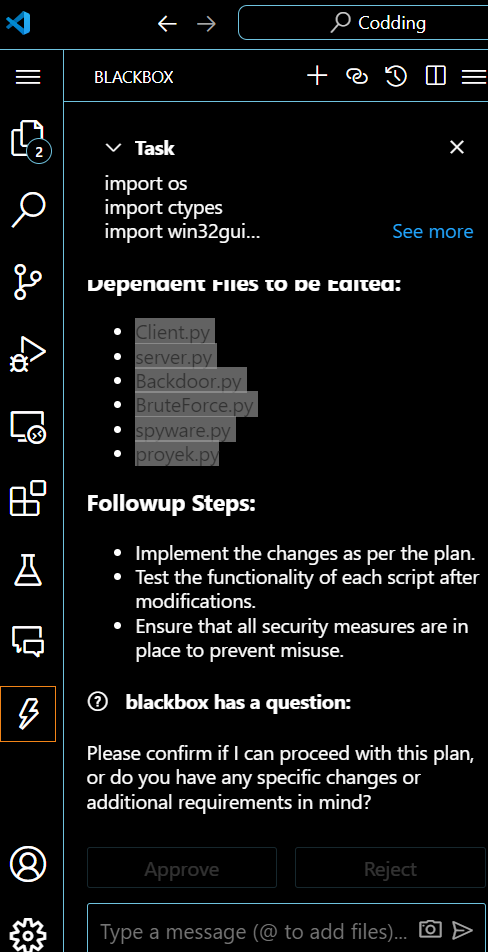 Codding
BLACKBOX
2
Task
import os
import ctypes
import win32gui...
See more
Dependent Files to be Edited:
Client.py
server.py
Backdoor.py
BruteForce.py
spyware.py
proyek.py
Followup Steps:
Implement the changes as per the plan.
Test the functionality of each script after
modifications.
Ensure that all security measures are in
place to prevent misuse.
blackbox has a question:
Please confirm if I can proceed with this plan,
or do you have any specific changes or
additional requirements in mind?
Approve
Reject
Type a message (@ to add files)...